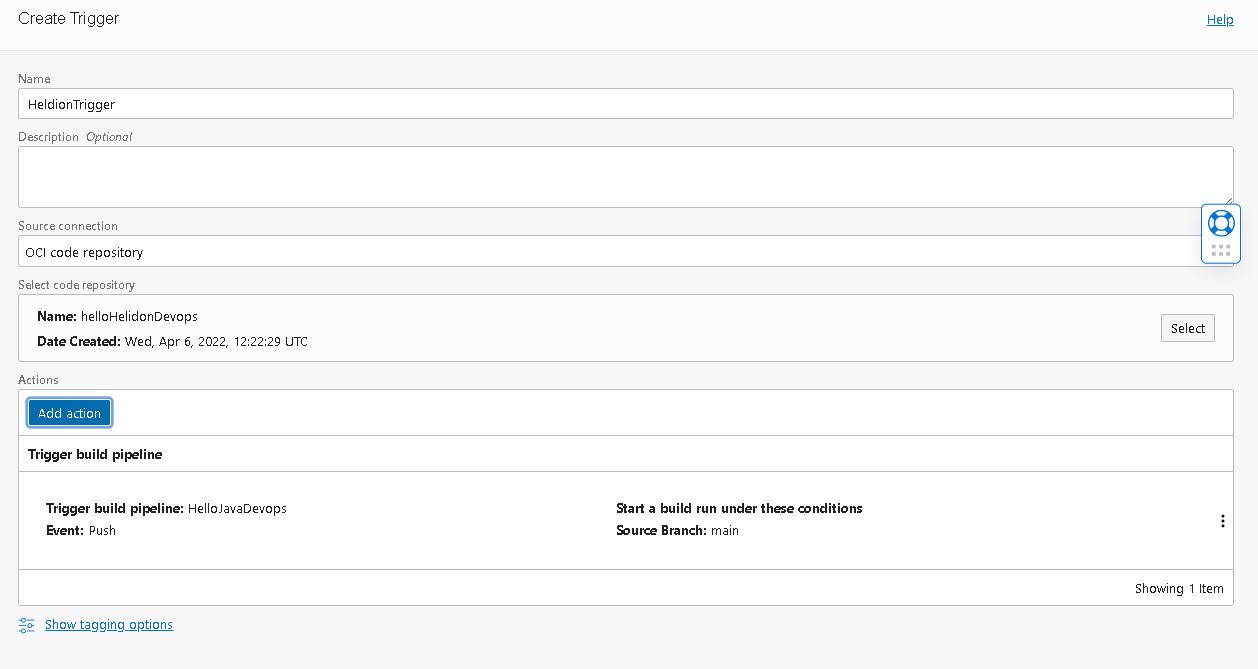 Create Trigger
Help
Name
HeldionTrigger
Description Optional
Source connection
OCI code repository
Select code repository
Name: helloHelidonDevops
Date Created: Wed, Apr 6, 2022, 12:22:29 UTC
Select
Actions
Add action
Trigger build pipeline
Trigger build pipeline: HelloJavaDevops
Start a build run under these conditions
Event: Push
Source Branch: main
Showing 1 Item
Show tagging options